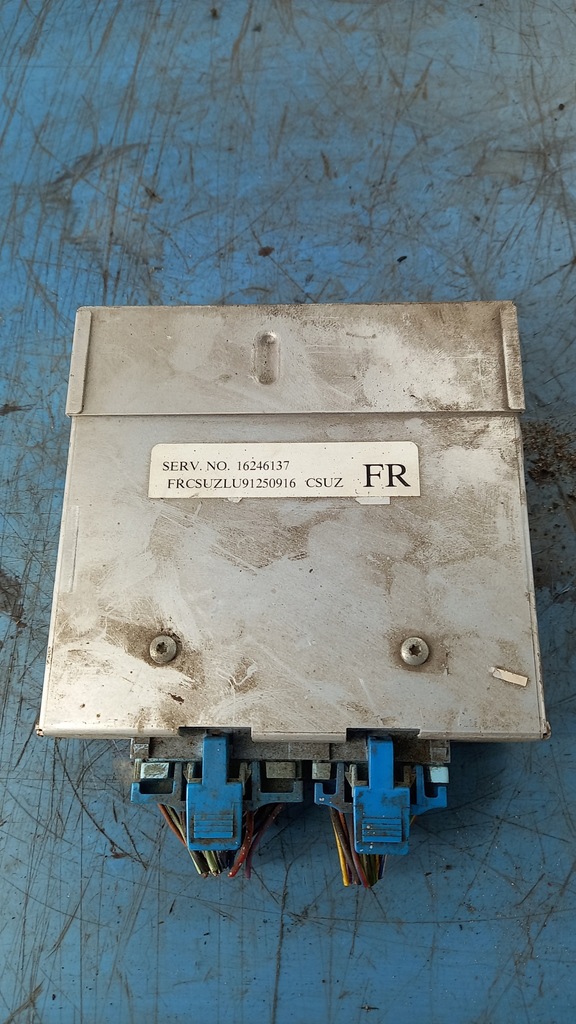 SERV. NO. 16246137
FRCSUZLU91250916 CSUZ FR